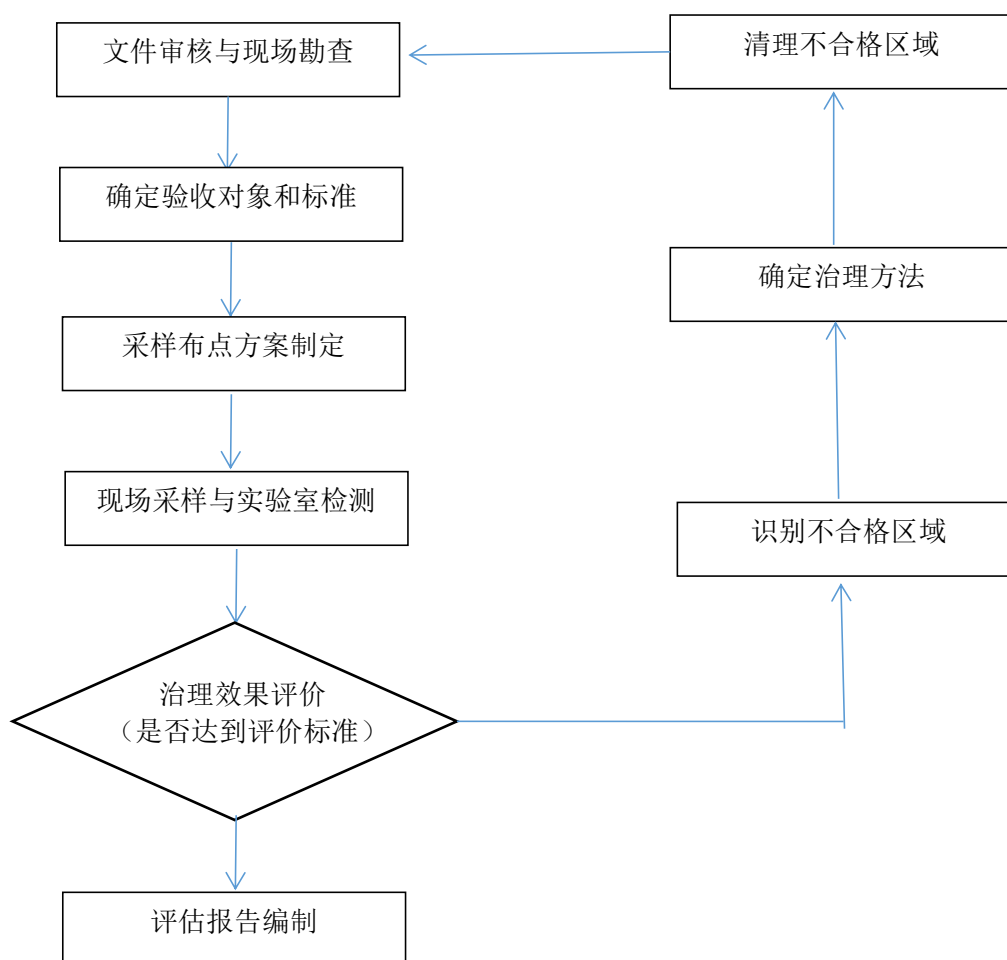 文件审核与现场勘查
清理不合格区域
确定验收对象和标准
确定治理方法
采样布点方案制定
现场采样与实验室检测
识别不合格区域
治理效果评价
（是否达到评价标准）
评估报告编制